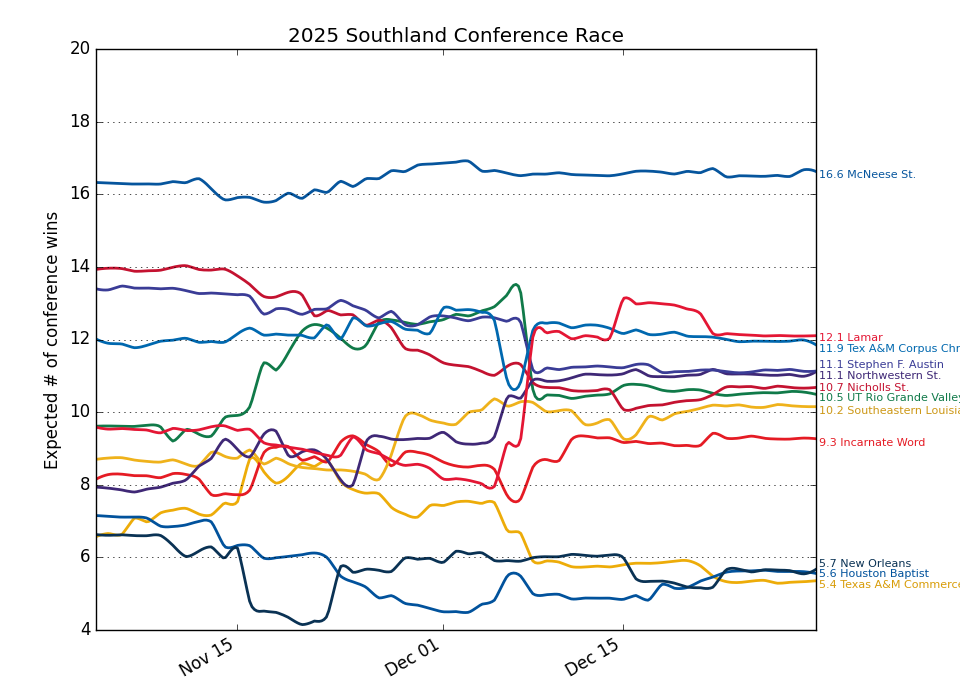 2025 Southland Conference Race
Expected # of conference wins
20
18
16
14
12
10
8
6
4
Nov 15
Dec 01
Dec 15
16.6 McNeese St.
12.1 Lamar
11.9 Tex A&M Corpus Chr
11.1 Stephen F. Austin
11.1 Northwestern St.
10.7 Nicholls St.
10.5 UT Rio Grande Valley
10.2 Southeastern Louisia
9.3 Incarnate Word
5.7 New Orleans
5.6 Houston Baptist
5.4 Texas A&M Commerce